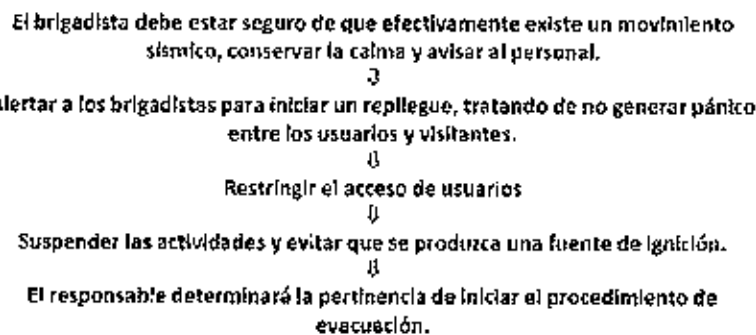 El brigadista debe estar seguro de que efectivamente existe un movimiento
sísmico, conservar la calma y avisar al personal.
⇩
lertar a los brigadistas para iniciar un repliegue, tratando de no generar pánico
entre los usuarios y visitantes.
⇩
Restringir el acceso de usuarios
⇩
Suspender las actividades y evitar que se produzca una fuente de ignición.
⇩
El responsable determinará la pertinencia de iniciar el procedimiento de
evacuación.